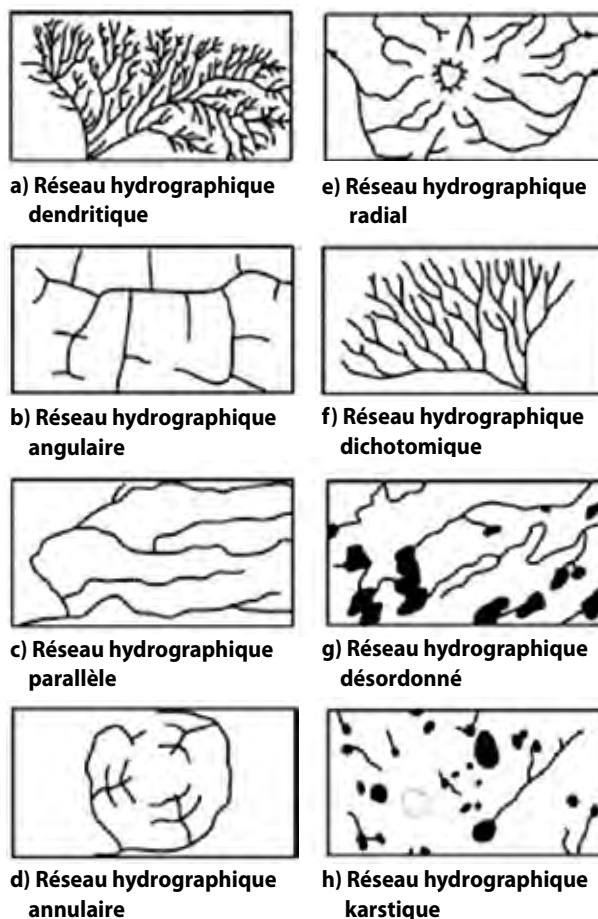 a) Réseau hydrographique
dendritique
e) Réseau hydrographique
radial
b) Réseau hydrographique
angulaire
f) Réseau hydrographique
dichotomique
c) Réseau hydrographique
parallèle
g) Réseau hydrographique
désordonné
d) Réseau hydrographique
annulaire
h) Réseau hydrographique
karstique